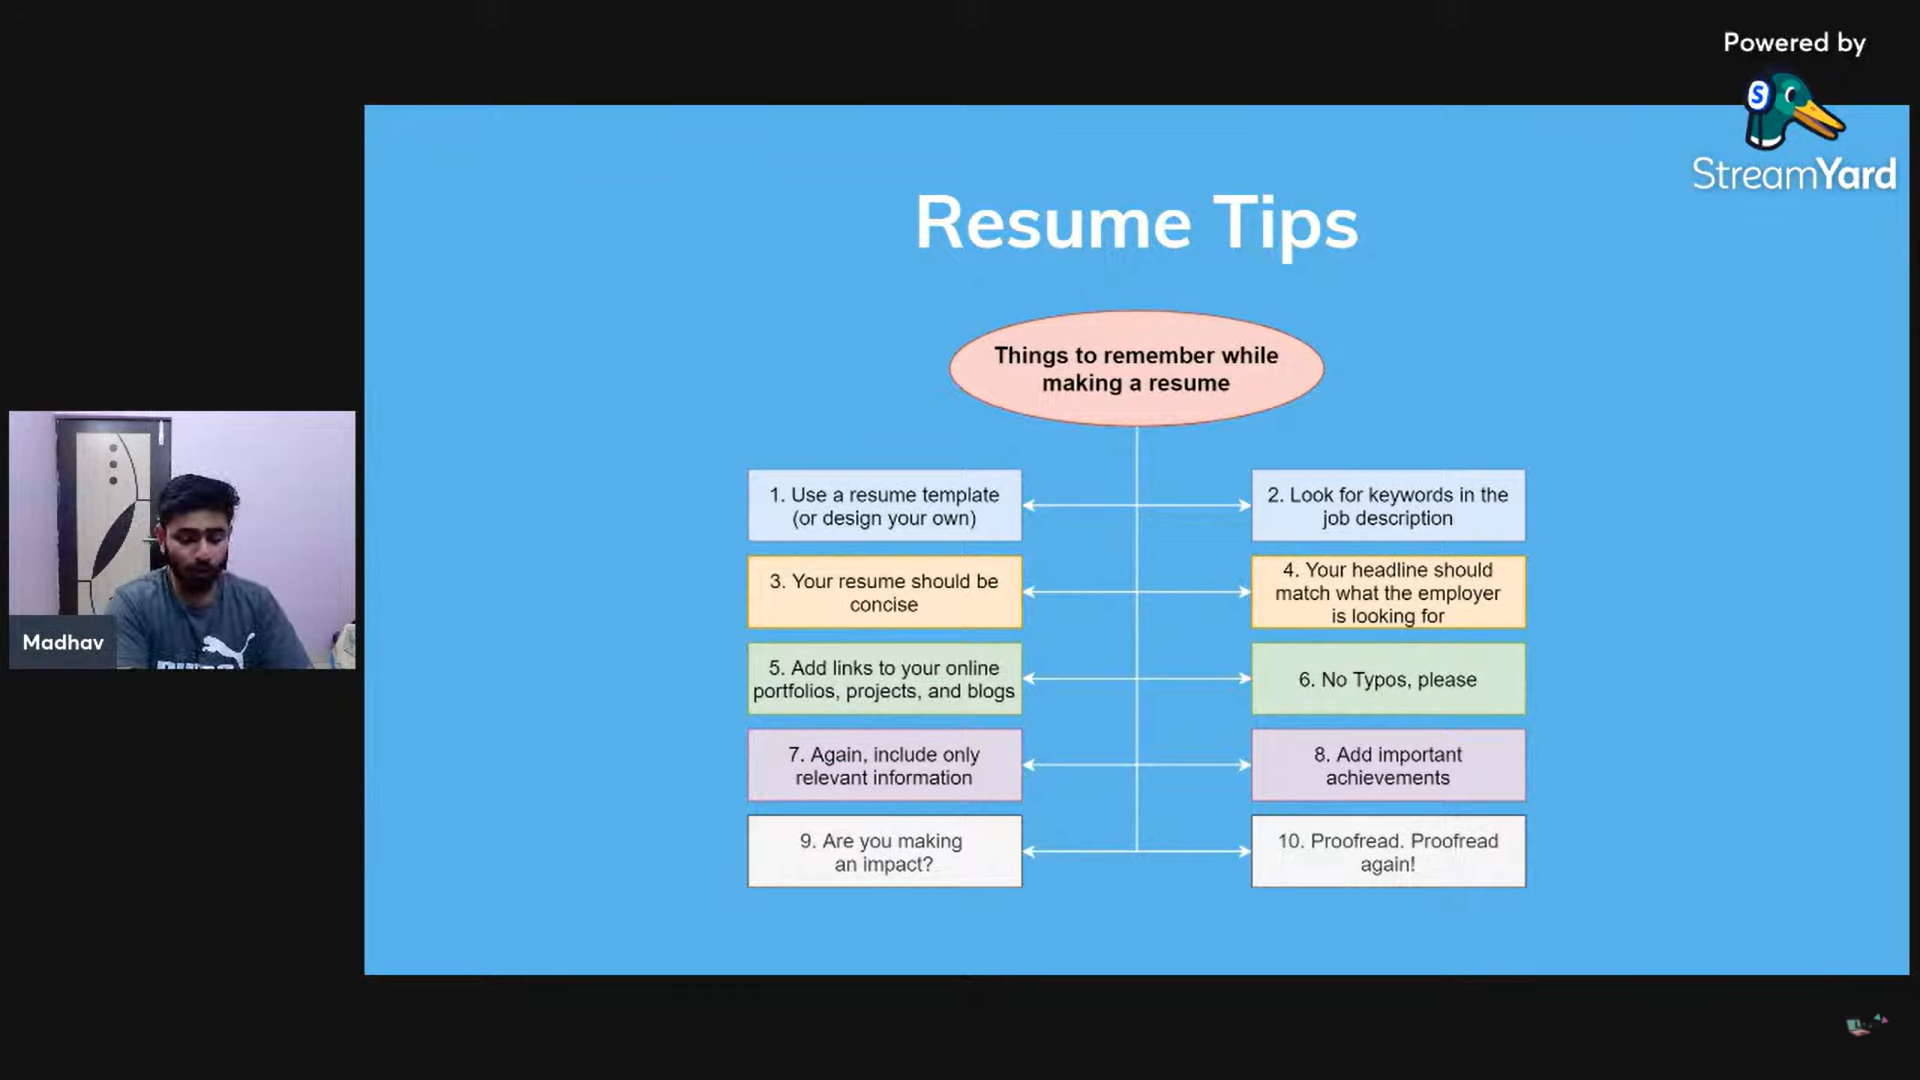 Powered by
StreamYard
Resume Tips
Things to remember while
making a resume
1. Use a resume template
(or design your own)
2. Look for keywords in the
job description
3. Your resume should be
concise
4. Your headline should
match what the employer
is looking for
5. Add links to your online
portfolios, projects, and blogs
6. No Typos, please
7. Again, include only
relevant information
8. Add important
achievements
9. Are you making
an impact?
10. Proofread. Proofread
again!
Madhav